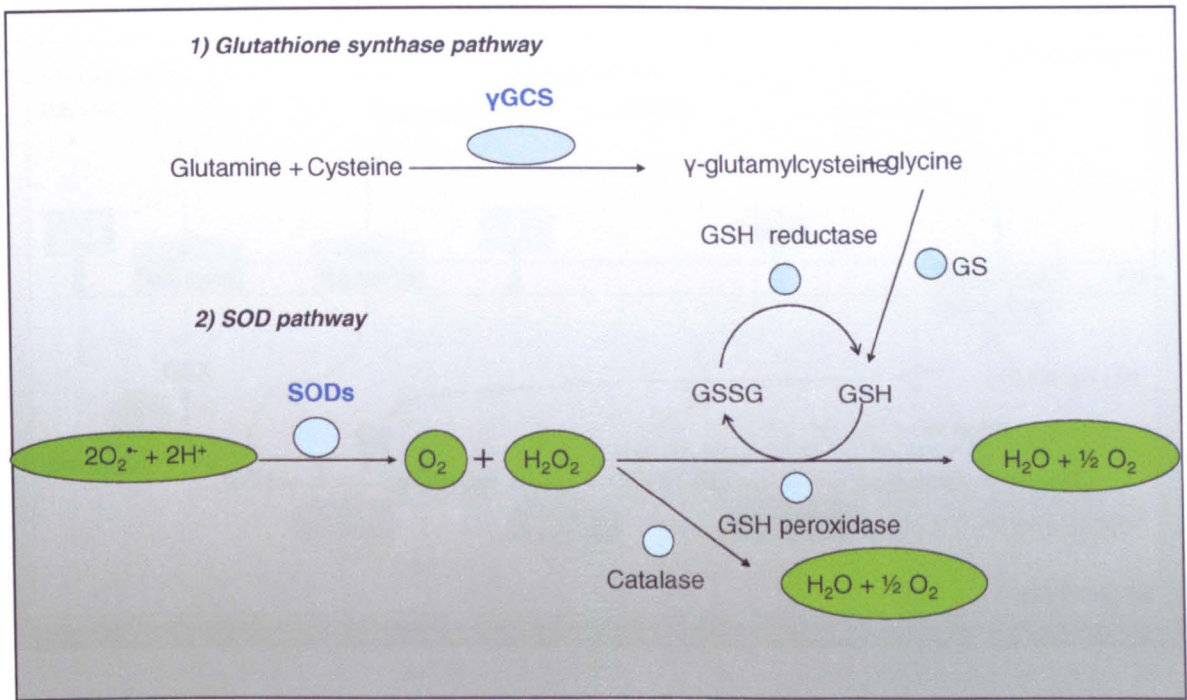 1) Glutathione synthase pathway
γGCS
Glutamine + Cysteine
γ-glutamylcysteine + glycine
GSH reductase
GS
2) SOD pathway
SODs
GSSG
GSH
2O₂•- + 2H⁺
O₂
+
H₂O₂
H₂O + ½ O₂
GSH peroxidase
Catalase
H₂O + ½ O₂